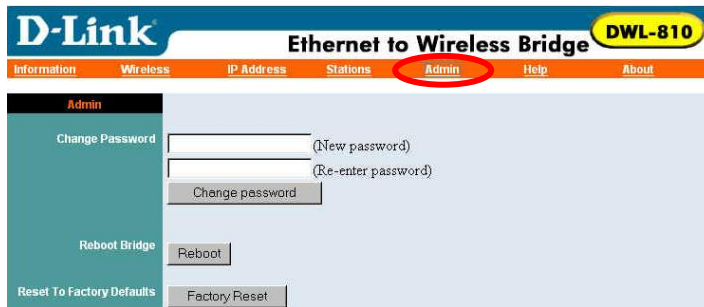 D-Link
Ethernet to Wireless Bridge
DWL-810
Information Wireless IP Address Stations Admin Help About
Admin
Change Password
(New password)
(Re-enter password)
Change password
Reboot Bridge
Reboot
Reset To Factory Defaults
Factory Reset